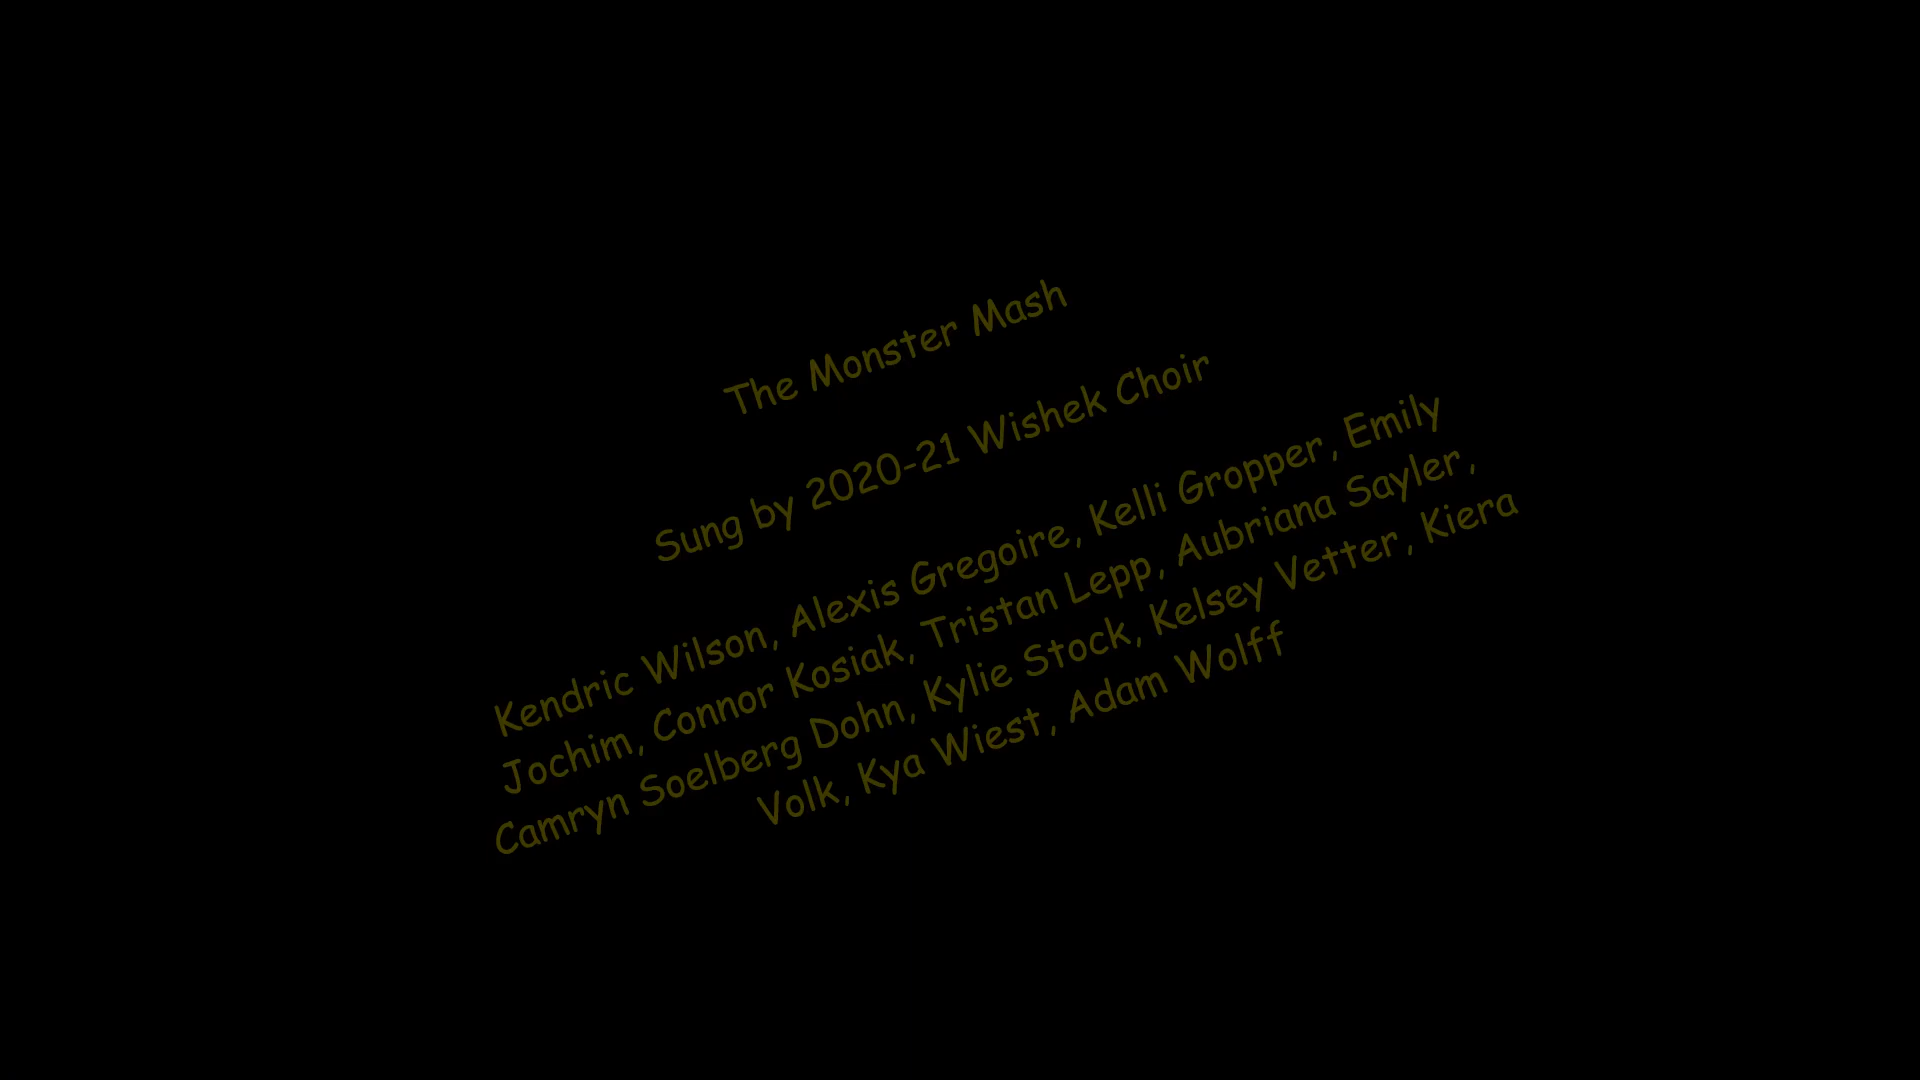 The Monster Mash
Sung by 2020-21 Wishek Choir
Kendric Wilson, Alexis Gregoire, Kelli Gropper, Emily
Jochim, Connor Kosiak, Tristan Lepp, Aubriana Sayler,
Camryn Soelberg Dohn, Kylie Stock, Kelsey Vetter, Kiera
Volk, Kya Wiest, Adam Wolff